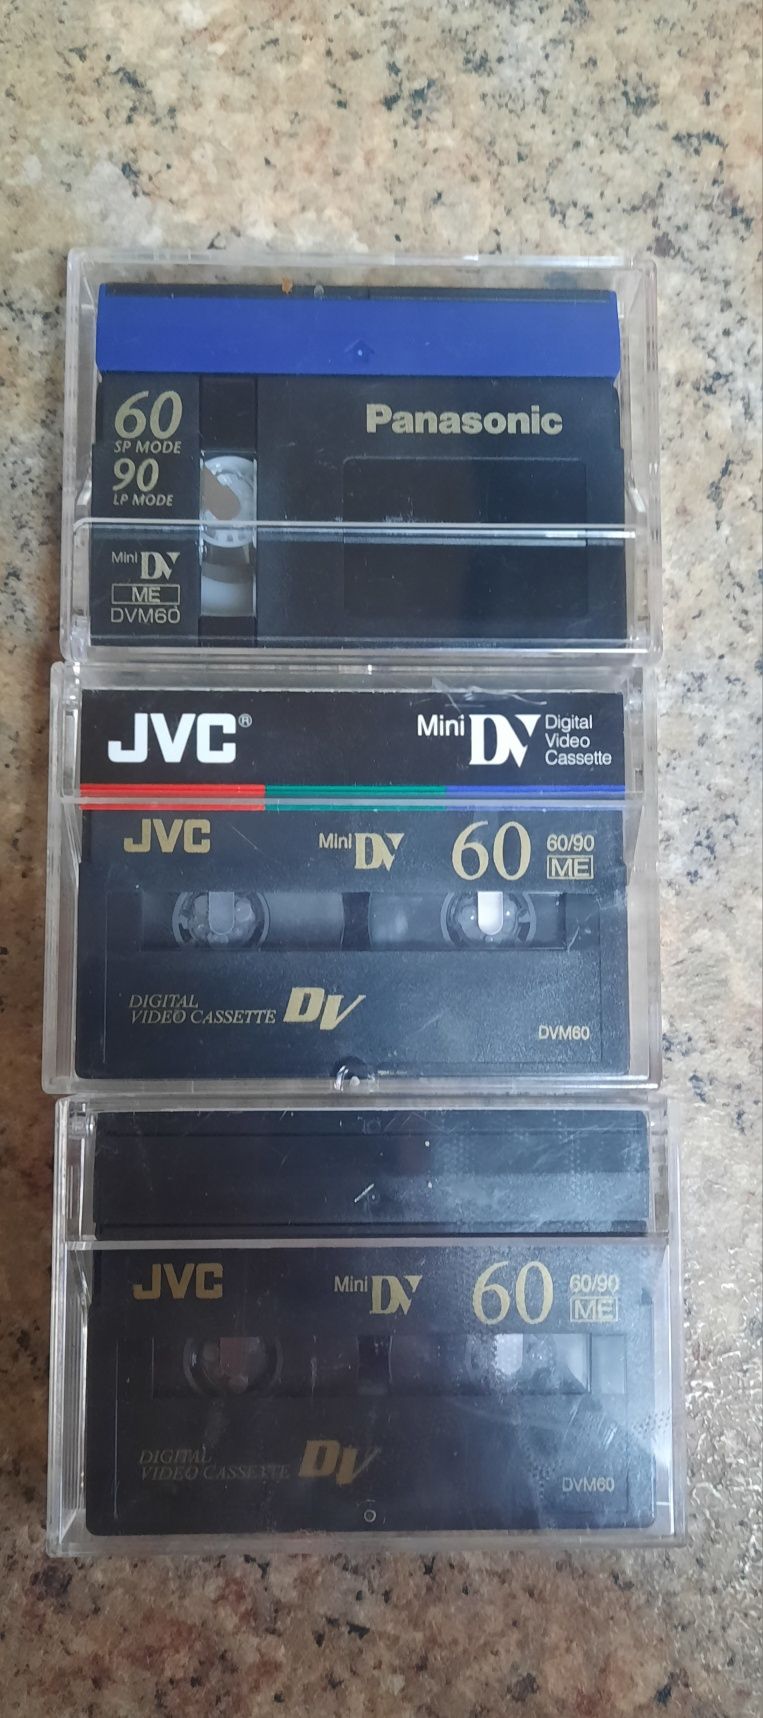 60
SP MODE
90
LP MODE
Panasonic
Mini DV
ME
DVM60
JVC®
Mini DV Digital
Video
Cassette
JVC
Mini DV
60
60/90
ME
DIGITAL
VIDEO CASSETTE
DV
DVM60
JVC
Mini DV
60
60/90
ME
DIGITAL
VIDEO CASSETTE
DV
DVM60